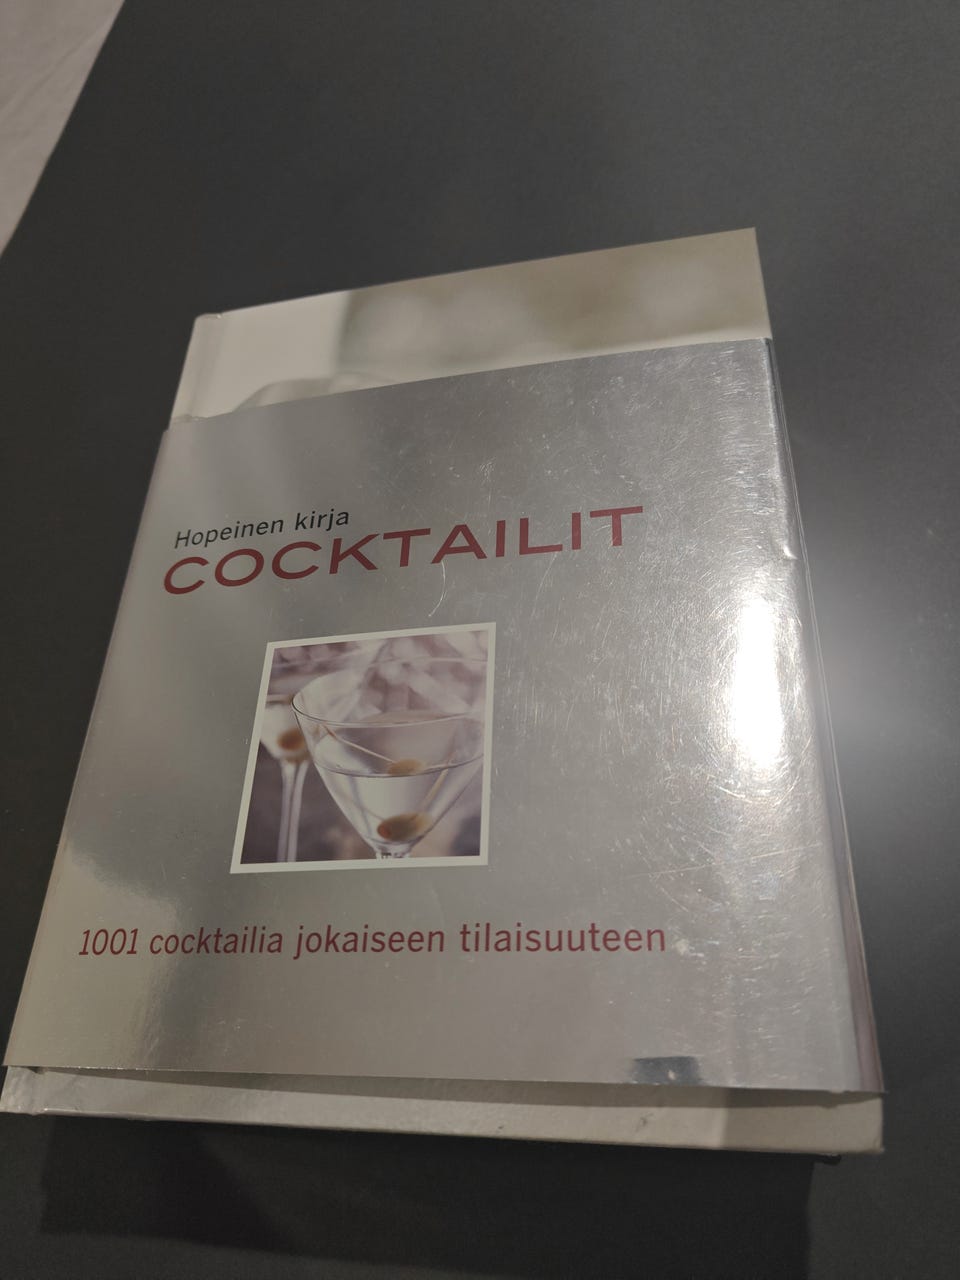 Hopeinen kirja
COCKTAILIT
1001 cocktailia jokaiseen tilaisuuteen